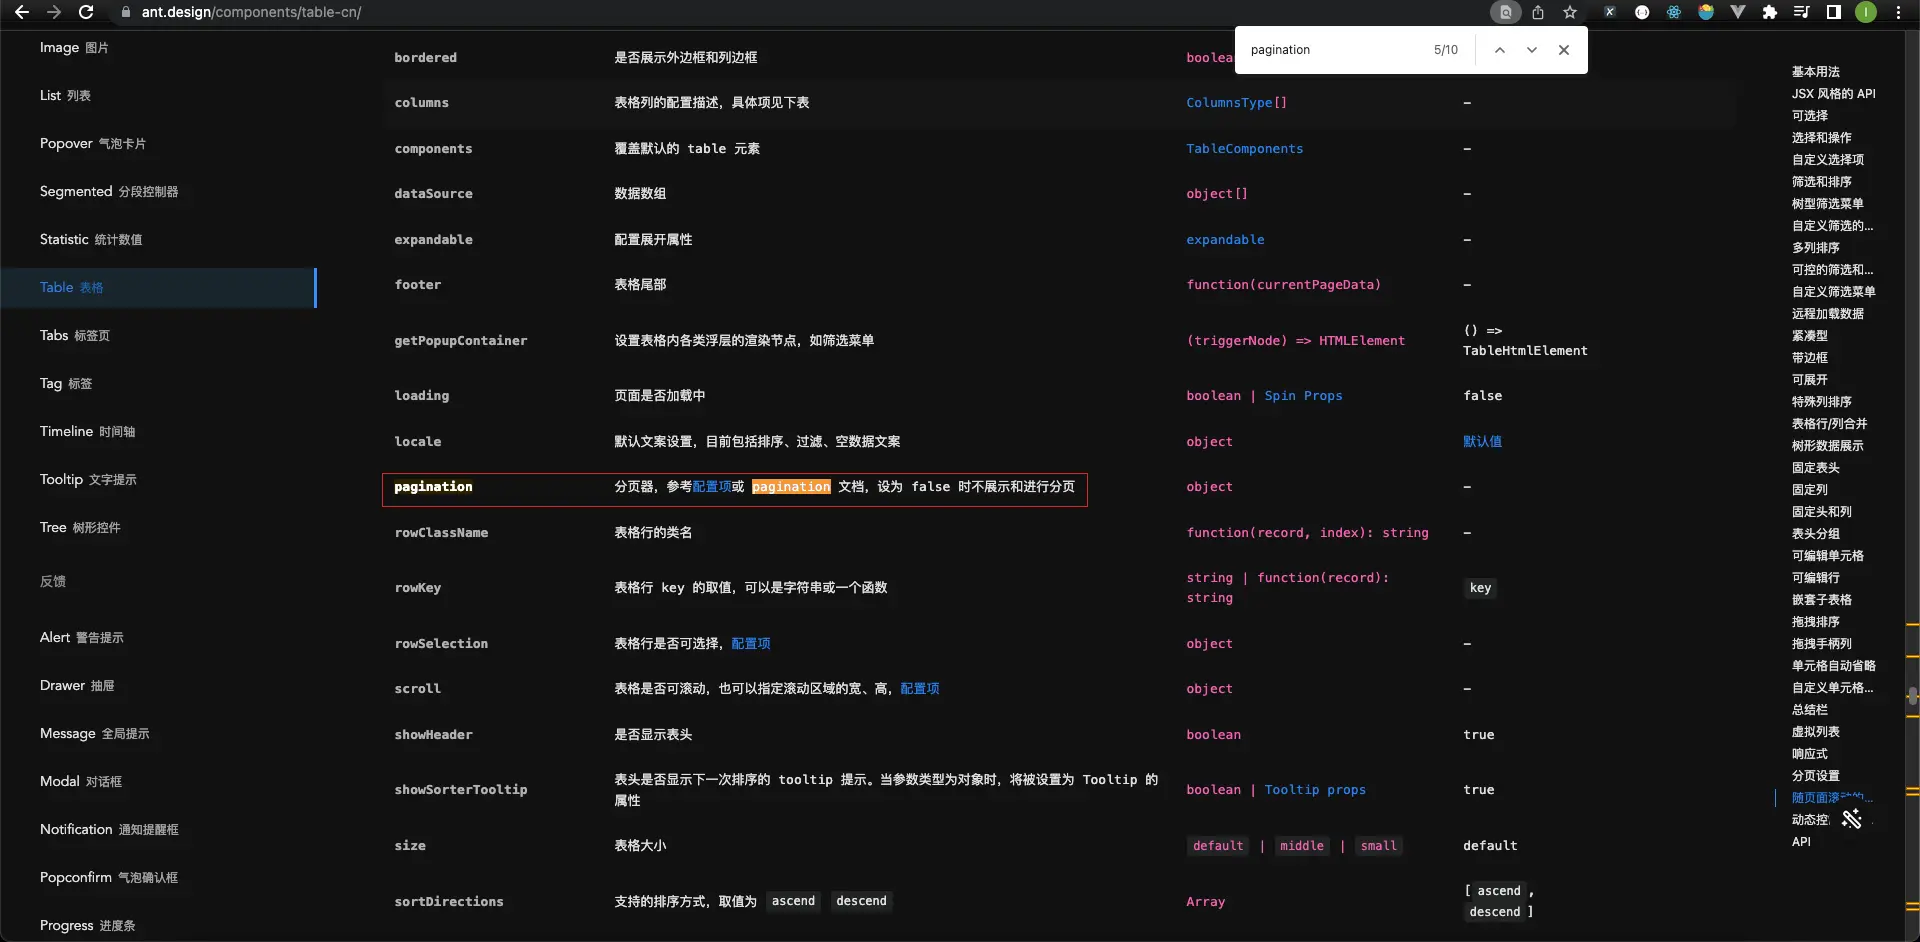 ant.design/components/table-cn/
pagination 5/10
Image 图片
List 列表
Popover 气泡卡片
Segmented 分段控制器
Statistic 统计数值
Table 表格
Tabs 标签页
Tag 标签
Timeline 时间轴
Tooltip 文字提示
Tree 树形控件
反馈
Alert 警告提示
Drawer 抽屉
Message 全局提示
Modal 对话框
Notification 通知提醒框
Popconfirm 气泡确认框
Progress 进度条
bordered 是否展示外边框和列边框 boolea
columns 表格列的配置描述，具体项见下表 ColumnsType[] -
components 覆盖默认的 table 元素 TableComponents -
dataSource 数据数组 object[] -
expandable 配置展开属性 expandable -
footer 表格尾部 function(currentPageData) -
getPopupContainer 设置表格内各类浮层的渲染节点，如筛选菜单 (triggerNode) => HTMLElement () =>
TableHtmlElement
loading 页面是否加载中 boolean | Spin Props false
locale 默认文案设置，目前包括排序、过滤、空数据文案 object 默认值
pagination 分页器，参考配置项或 pagination 文档，设为 false 时不展示和进行分页 object -
rowClassName 表格行的类名 function(record, index): string -
rowKey 表格行 key 的取值，可以是字符串或一个函数 string | function(record):
string key
rowSelection 表格行是否可选择，配置项 object -
scroll 表格是否可滚动，也可以指定滚动区域的宽、高，配置项 object -
showHeader 是否显示表头 boolean true
showSorterTooltip 表头是否显示下一次排序的 tooltip 提示。当参数类型为对象时，将被设置为 Tooltip 的
属性 boolean | Tooltip props true
size 表格大小 default | middle | small default
sortDirections 支持的排序方式，取值为 ascend descend Array [ ascend ,
descend ]
基本用法
JSX 风格的 API
可选择
选择和操作
自定义选择项
筛选和排序
树型筛选菜单
自定义筛选的...
多列排序
可控的筛选和...
自定义筛选菜单
远程加载数据
紧凑型
带边框
可展开
特殊列排序
表格行/列合并
树形数据展示
固定表头
固定列
固定头和列
表头分组
可编辑单元格
可编辑行
嵌套子表格
拖拽排序
拖拽手柄列
单元格自动省略
自定义单元格...
总结栏
虚拟列表
响应式
分页设置
随页面滚动的...
动态控
API